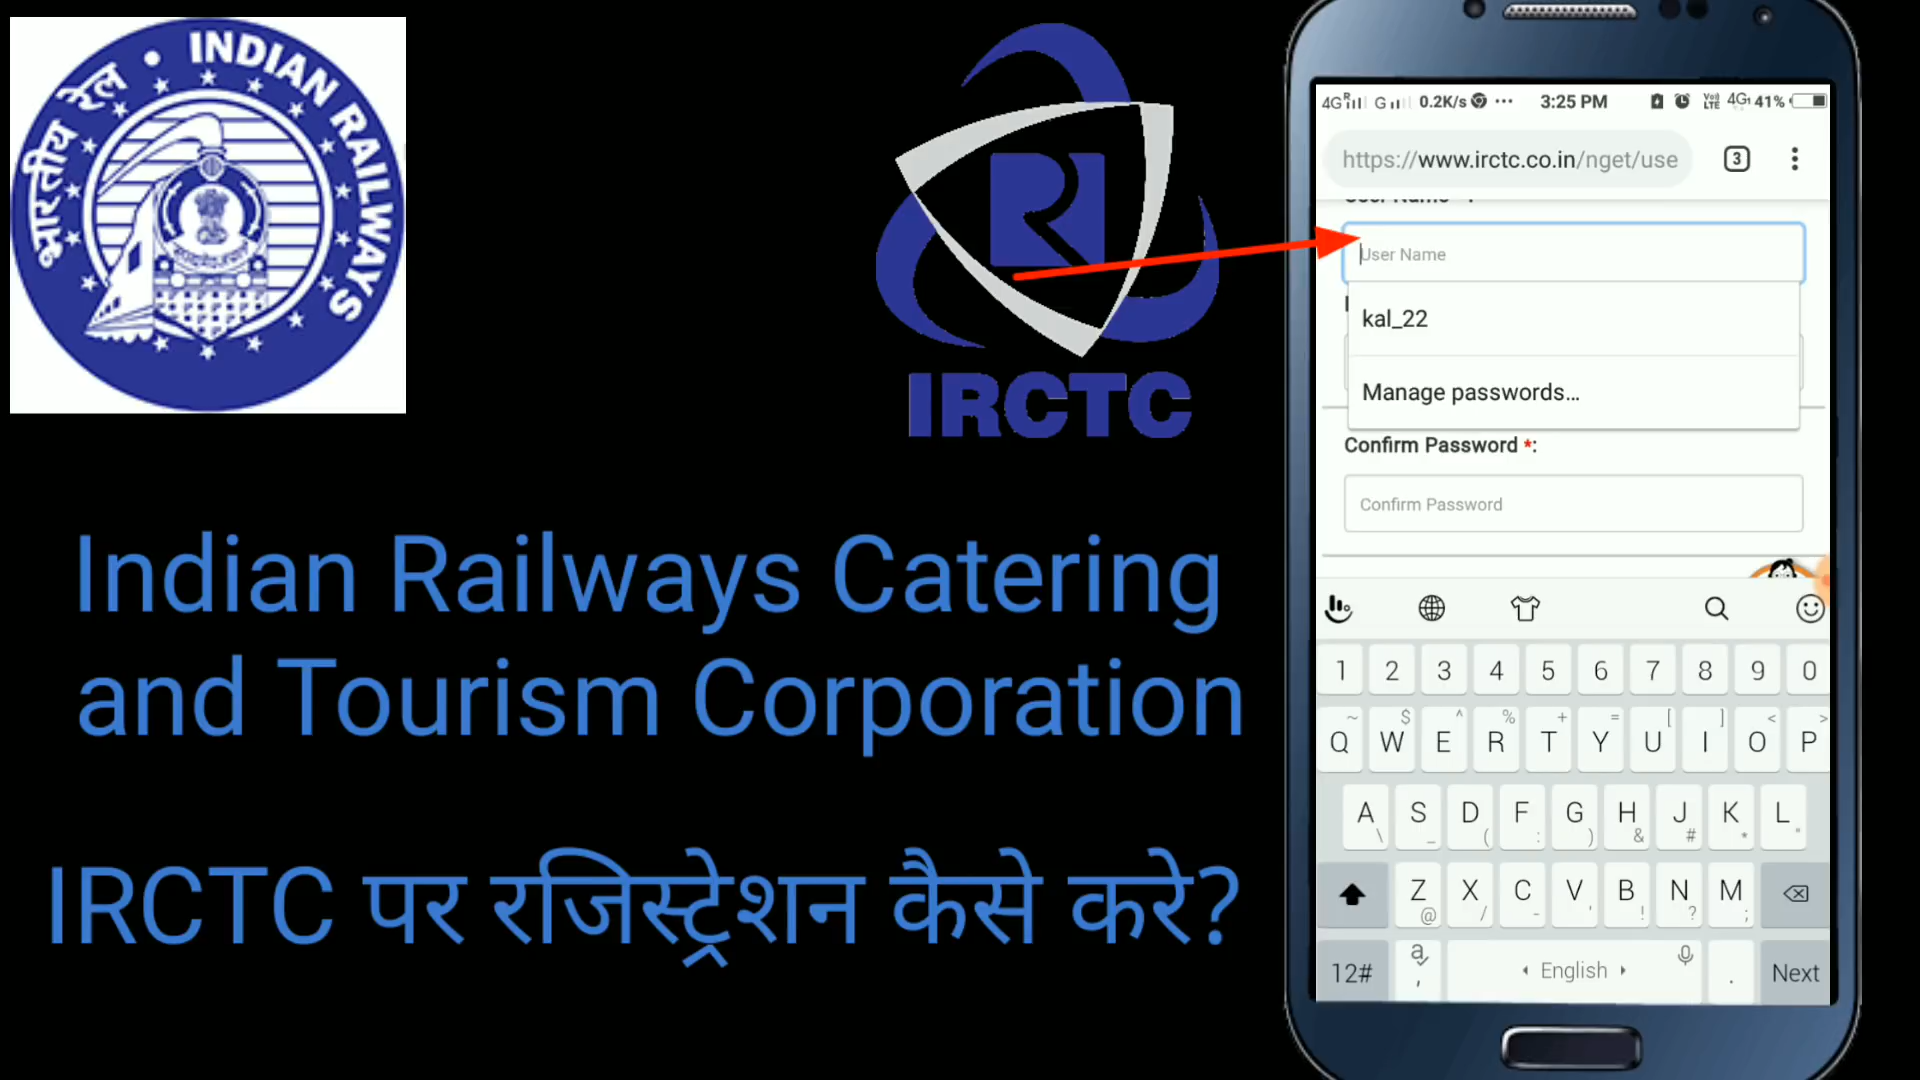 भारतीय रेल • INDIAN RAILWAYS
IRCTC
Indian Railways Catering
and Tourism Corporation
IRCTC पर रजिस्ट्रेशन कैसे करे?
4G R G 0.2K/s ... 3:25 PM VoLTE 4G 41%
https://www.irctc.co.in/nget/use 3
User Name
kal_22
Manage passwords...
Confirm Password *:
Confirm Password
1 2 3 4 5 6 7 8 9 0
~ $ ^ % + = [ ] < >
Q W E R T Y U I O P
A S D F G H J K L
\ _ ( : ) & # * "
Z X C V B N M
@ / - ' ! ? ;
12# a , English . Next